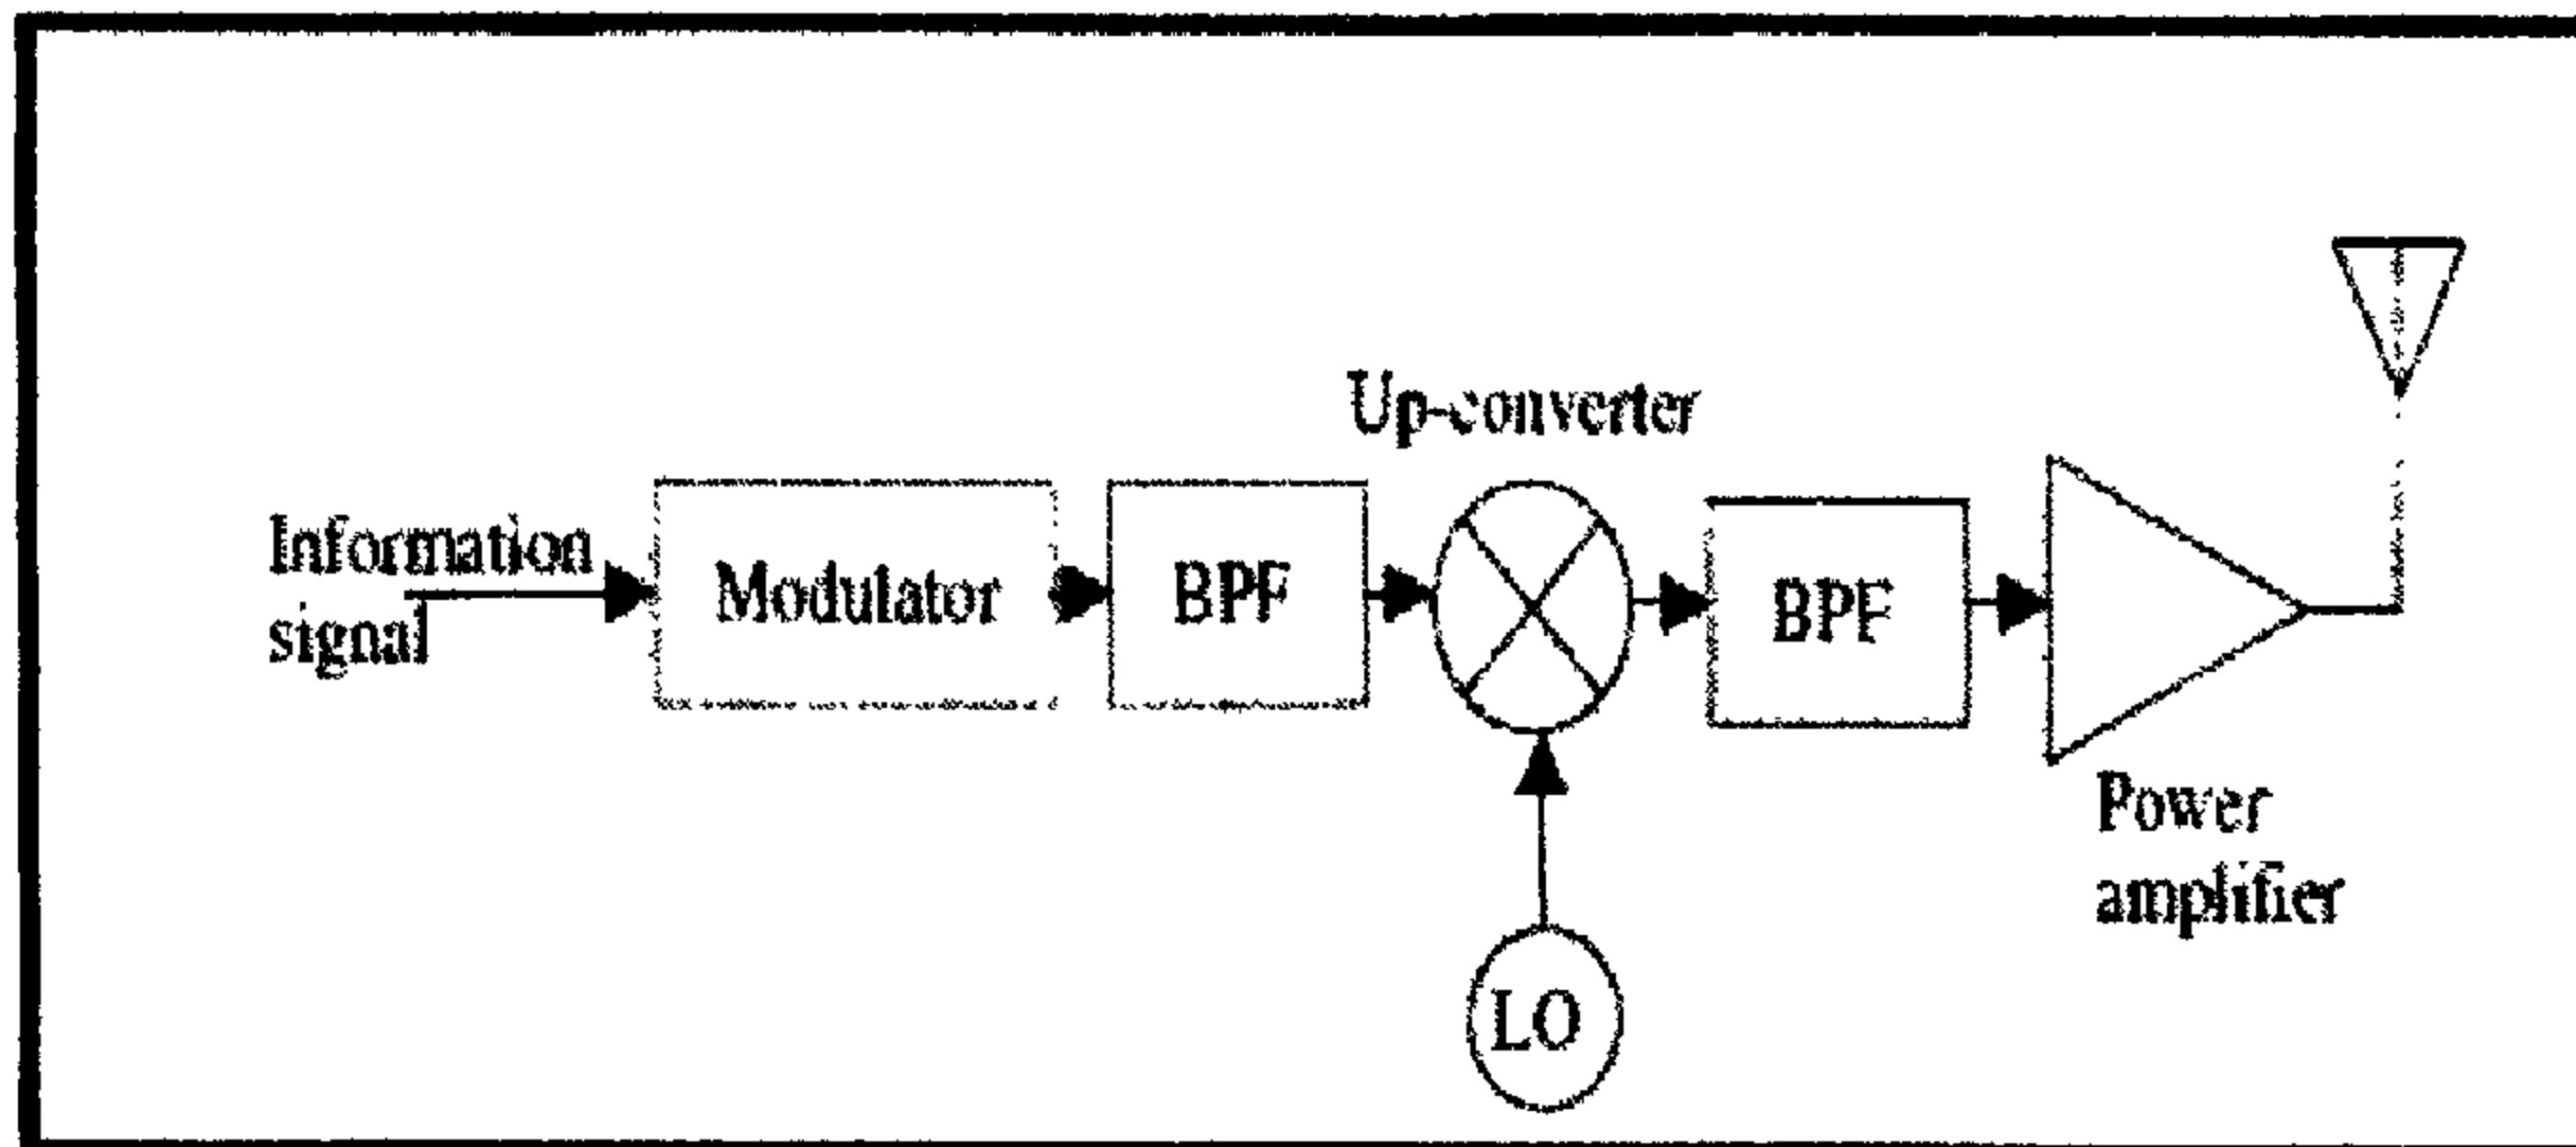 Information
signal
Modulator
BPF
Up-converter
LO
BPF
Power
amplifier